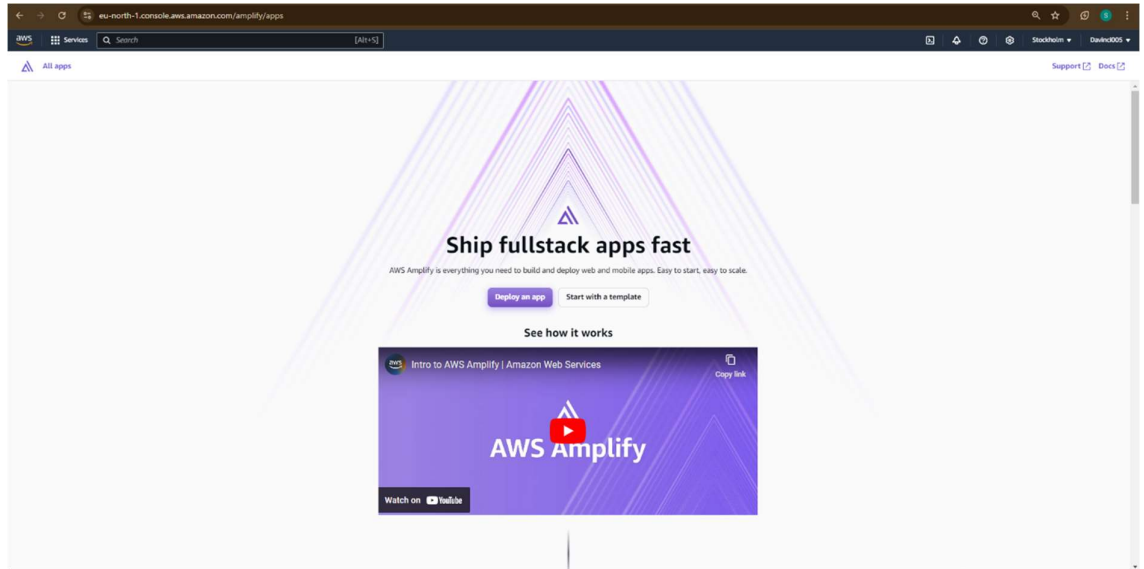 eu-north-1.console.aws.amazon.com/amplify/apps
S
aws Services Search [Alt+S] Stockholm Davinci005
All apps Support Docs
Ship fullstack apps fast
AWS Amplify is everything you need to build and deploy web and mobile apps. Easy to start, easy to scale.
Deploy an app Start with a template
See how it works
aws Intro to AWS Amplify | Amazon Web Services
Copy link
AWS Amplify
Watch on YouTube